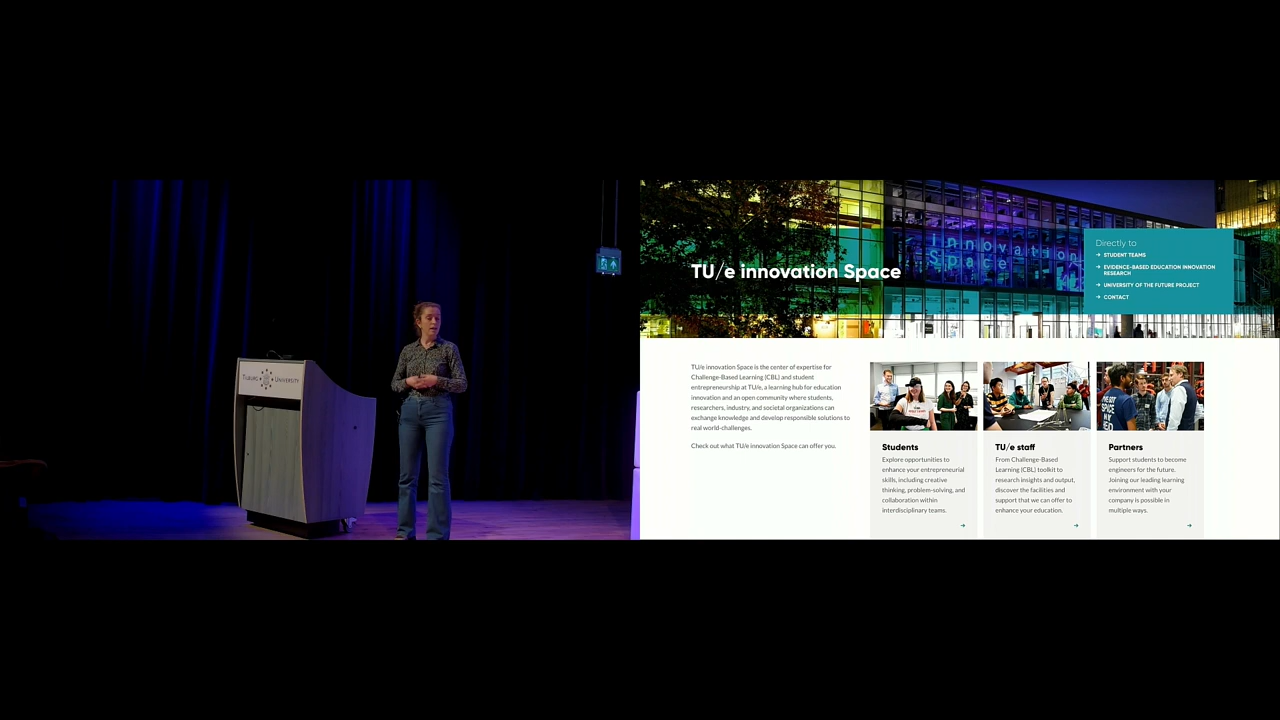 TILBURG UNIVERSITY
TU/e innovation Space
innovation
Space
Directly to
→ STUDENT TEAMS
→ EVIDENCE-BASED EDUCATION INNOVATION
RESEARCH
→ UNIVERSITY OF THE FUTURE PROJECT
→ CONTACT
TU/e innovation Space is the center of expertise for
Challenge-Based Learning (CBL) and student
entrepreneurship at TU/e, a learning hub for education
innovation and an open community where students,
researchers, industry, and societal organizations can
exchange knowledge and develop responsible solutions to
real world-challenges.
Check out what TU/e innovation Space can offer you.
Students
Explore opportunities to
enhance your entrepreneurial
skills, including creative
thinking, problem-solving, and
collaboration within
interdisciplinary teams.
→
TU/e staff
From Challenge-Based
Learning (CBL) toolkit to
research insights and output,
discover the facilities and
support that we can offer to
enhance your education.
→
Partners
Support students to become
engineers for the future.
Joining our leading learning
environment with your
company is possible in
multiple ways.
→